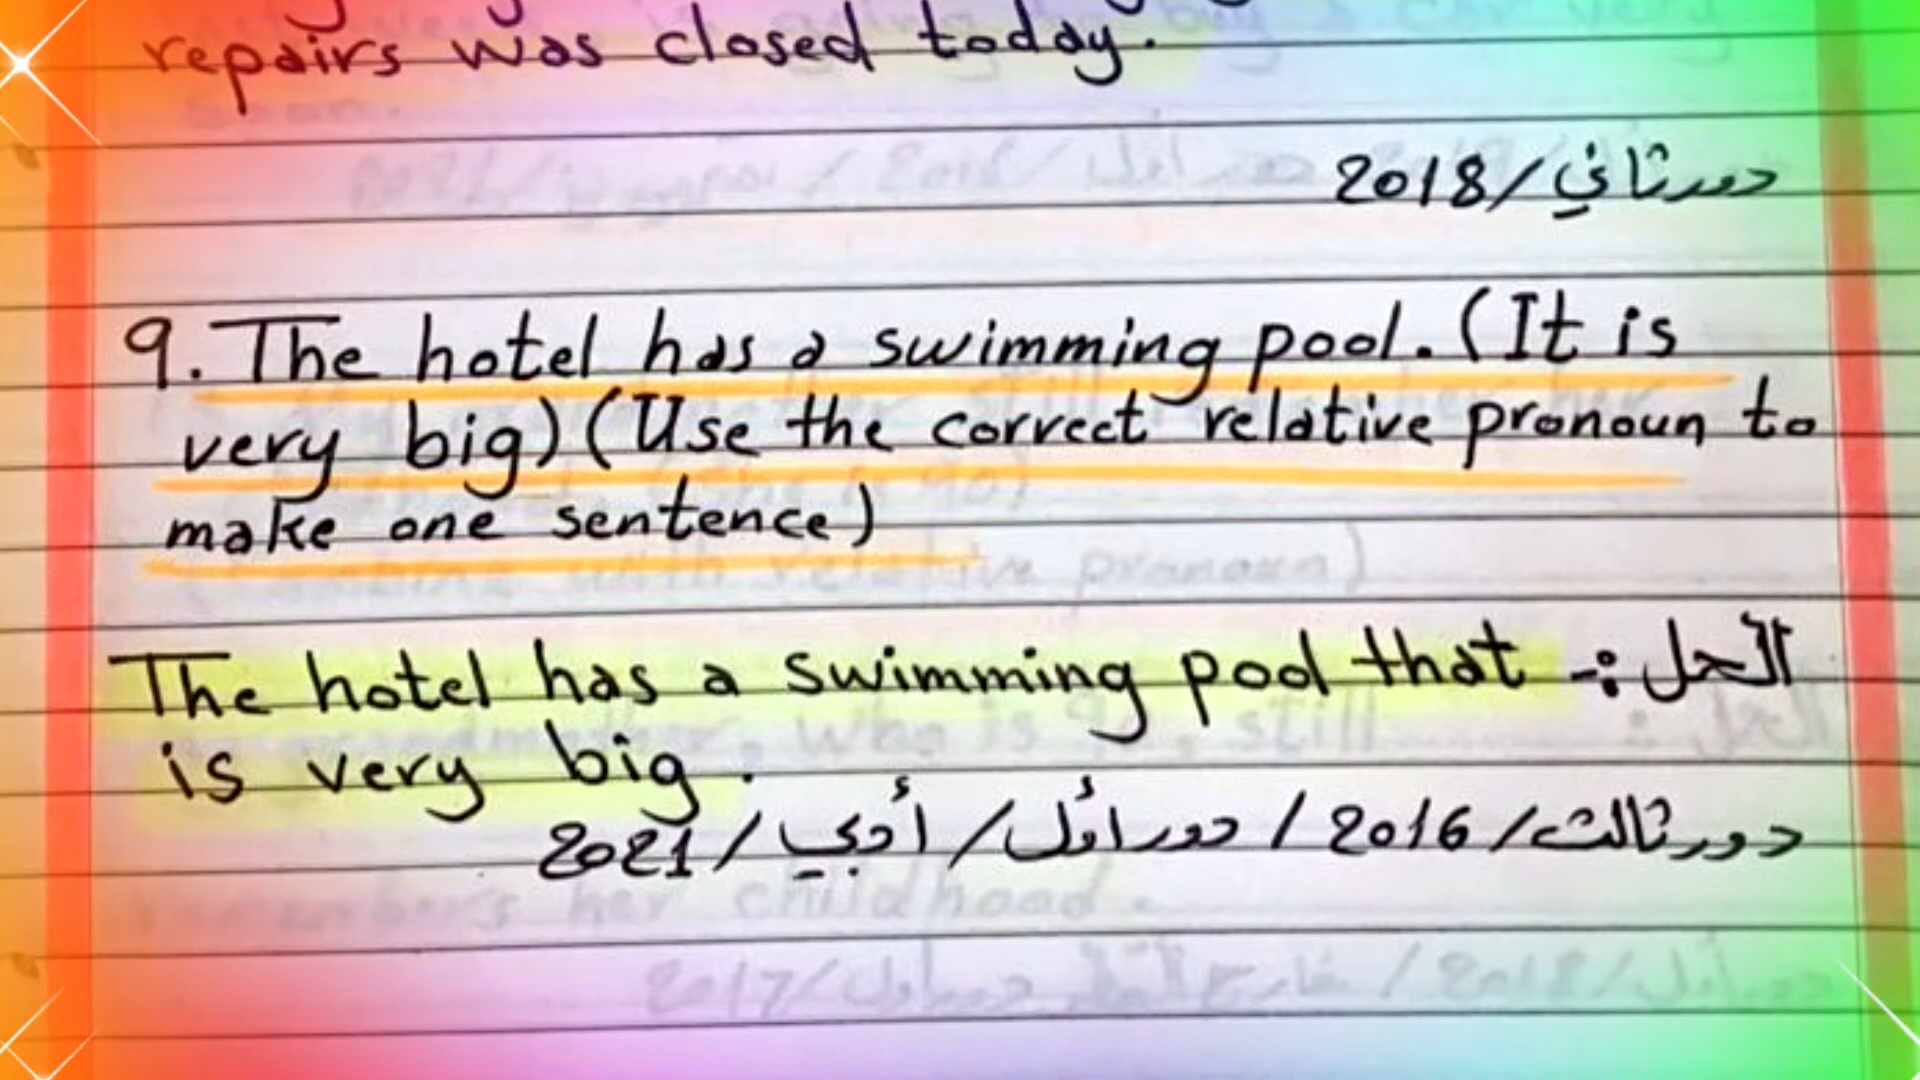 repairs was closed today.
دور ثاني/2018
9. The hotel has a swimming pool. (It is
very big) (Use the correct relative pronoun to
make one sentence)
الحل :- The hotel has a swimming pool that
is very big.
دور ثالث/2016/ دور أول/ أدبي/2021